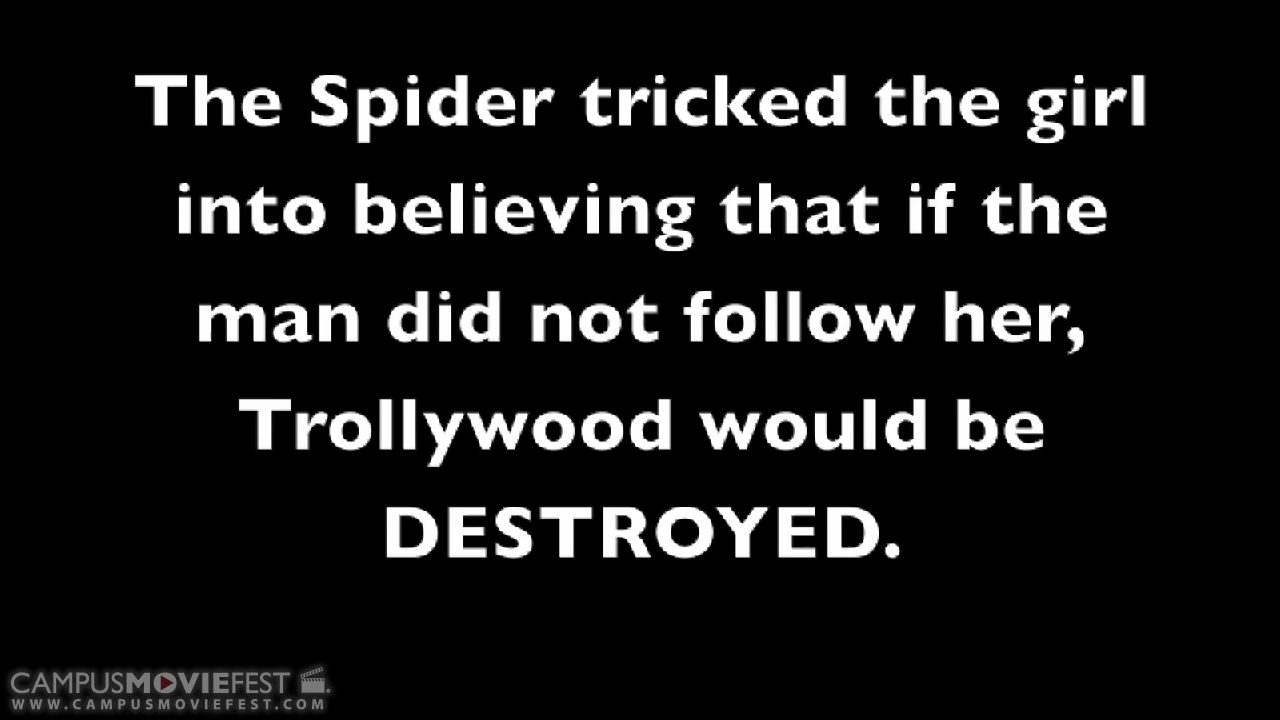 The Spider tricked the girl
into believing that if the
man did not follow her,
Trollywood would be
DESTROYED.
CAMPUSMOVIEFEST
WWW.CAMPUSMOVIEFEST.COM